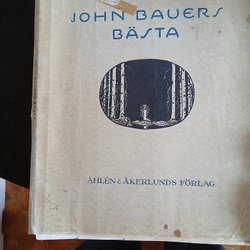 JOHN BAUERS
BÄSTA
ÅHLÉN & ÅKERLUNDS FÖRLAG